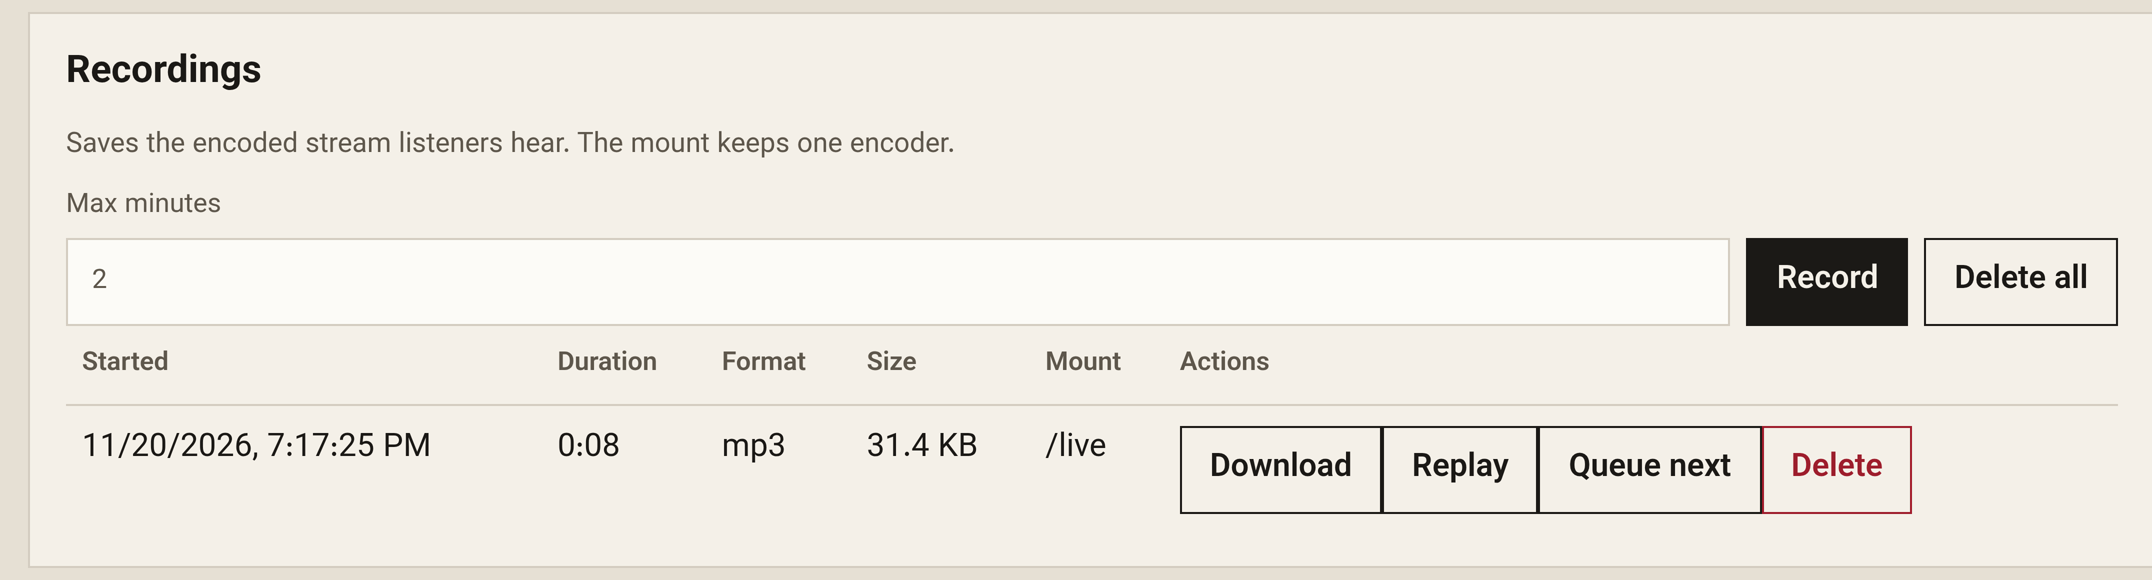 Recordings
Saves the encoded stream listeners hear. The mount keeps one encoder.
Max minutes
2 Record Delete all
Started Duration Format Size Mount Actions
11/20/2026, 7:17:25 PM 0:08 mp3 31.4 KB /live Download Replay Queue next Delete